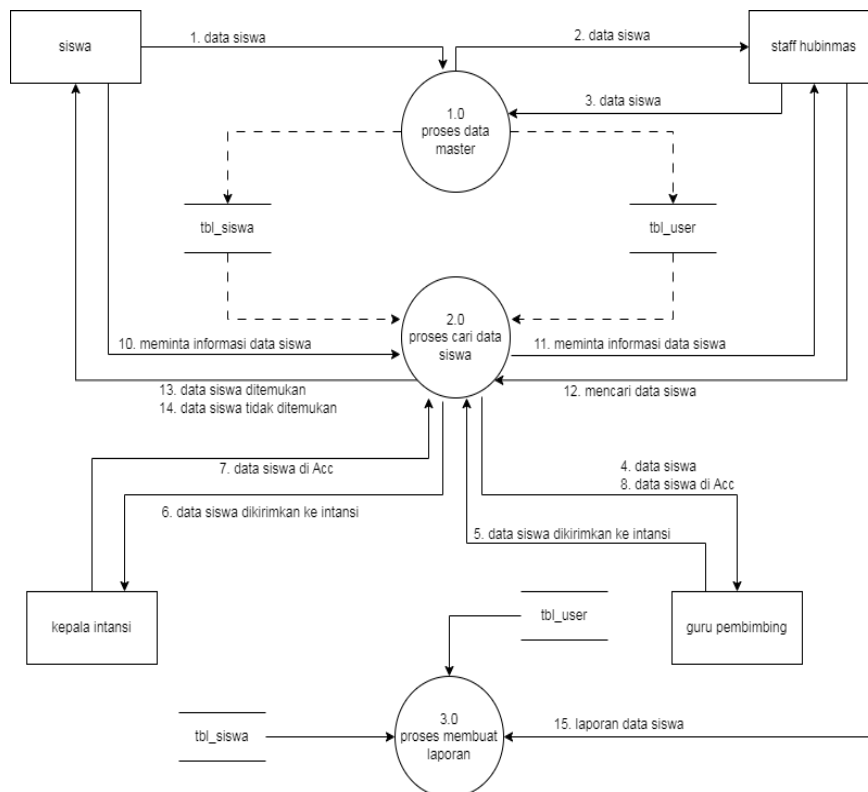 siswa
1. data siswa
2. data siswa
staff hubinmas
3. data siswa
1.0
proses data
master
tbl_siswa
tbl_user
2.0
proses cari data
siswa
10. meminta informasi data siswa
11. meminta informasi data siswa
13. data siswa ditemukan
14. data siswa tidak ditemukan
12. mencari data siswa
7. data siswa di Acc
4. data siswa
8. data siswa di Acc
6. data siswa dikirimkan ke intansi
5. data siswa dikirimkan ke intansi
kepala intansi
tbl_user
guru pembimbing
3.0
proses membuat
laporan
tbl_siswa
15. laporan data siswa